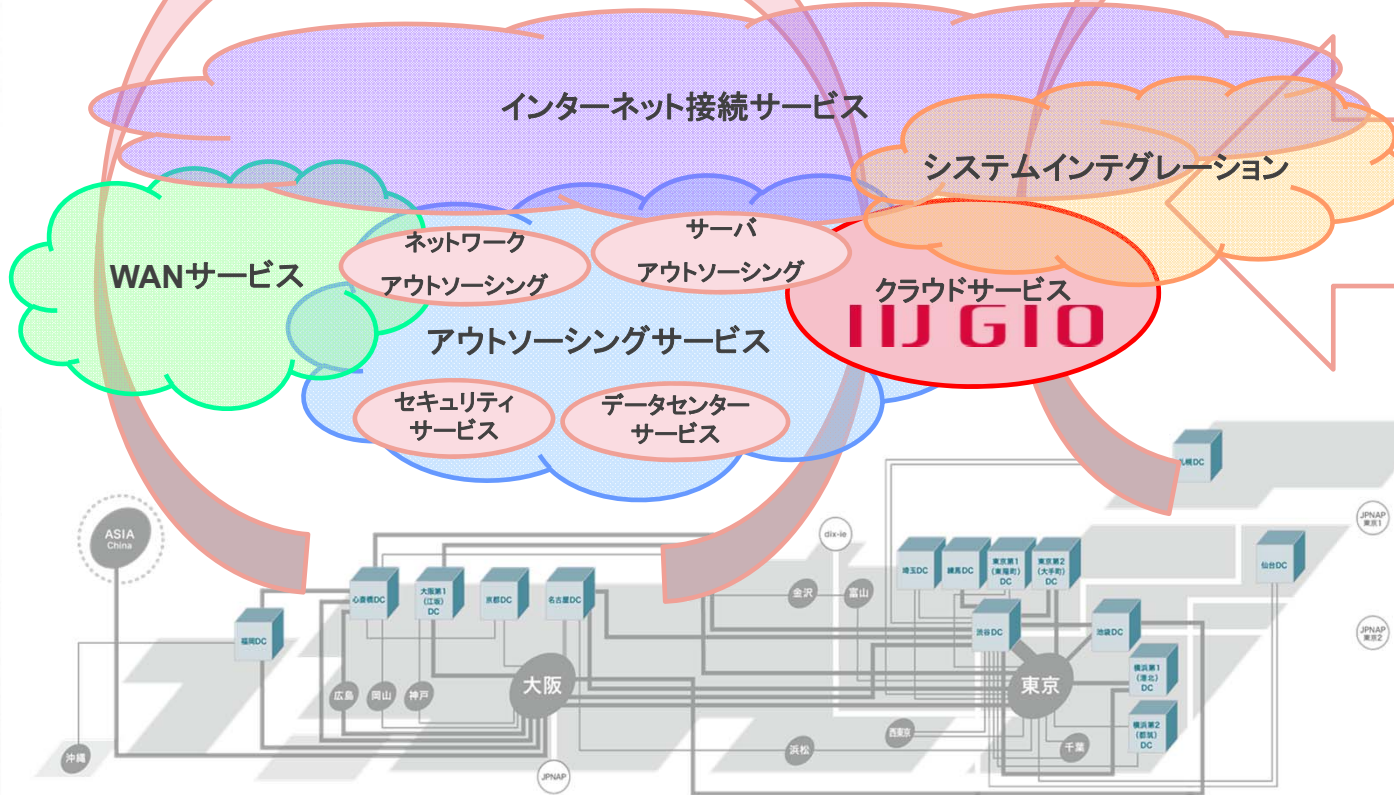 インターネット接続サービス
システムインテグレーション
WANサービス
ネットワーク
アウトソーシング
サーバ
アウトソーシング
クラウドサービス
IIJ GIO
アウトソーシングサービス
セキュリティ
サービス
データセンター
サービス
札幌DC
ASIA
China
dix-ie
JPNAP
東京1
心斎橋DC
大阪第1
(江坂)
DC
京都DC
名古屋DC
金沢
富山
埼玉DC
練馬DC
東京第1
(東陽町)
DC
東京第2
(大手町)
DC
仙台DC
福岡DC
渋谷DC
池袋DC
JPNAP
東京2
広島
岡山
神戸
大阪
東京
横浜第1
(港北)
DC
沖縄
浜松
西東京
千葉
横浜第2
(都筑)
DC
JPNAP